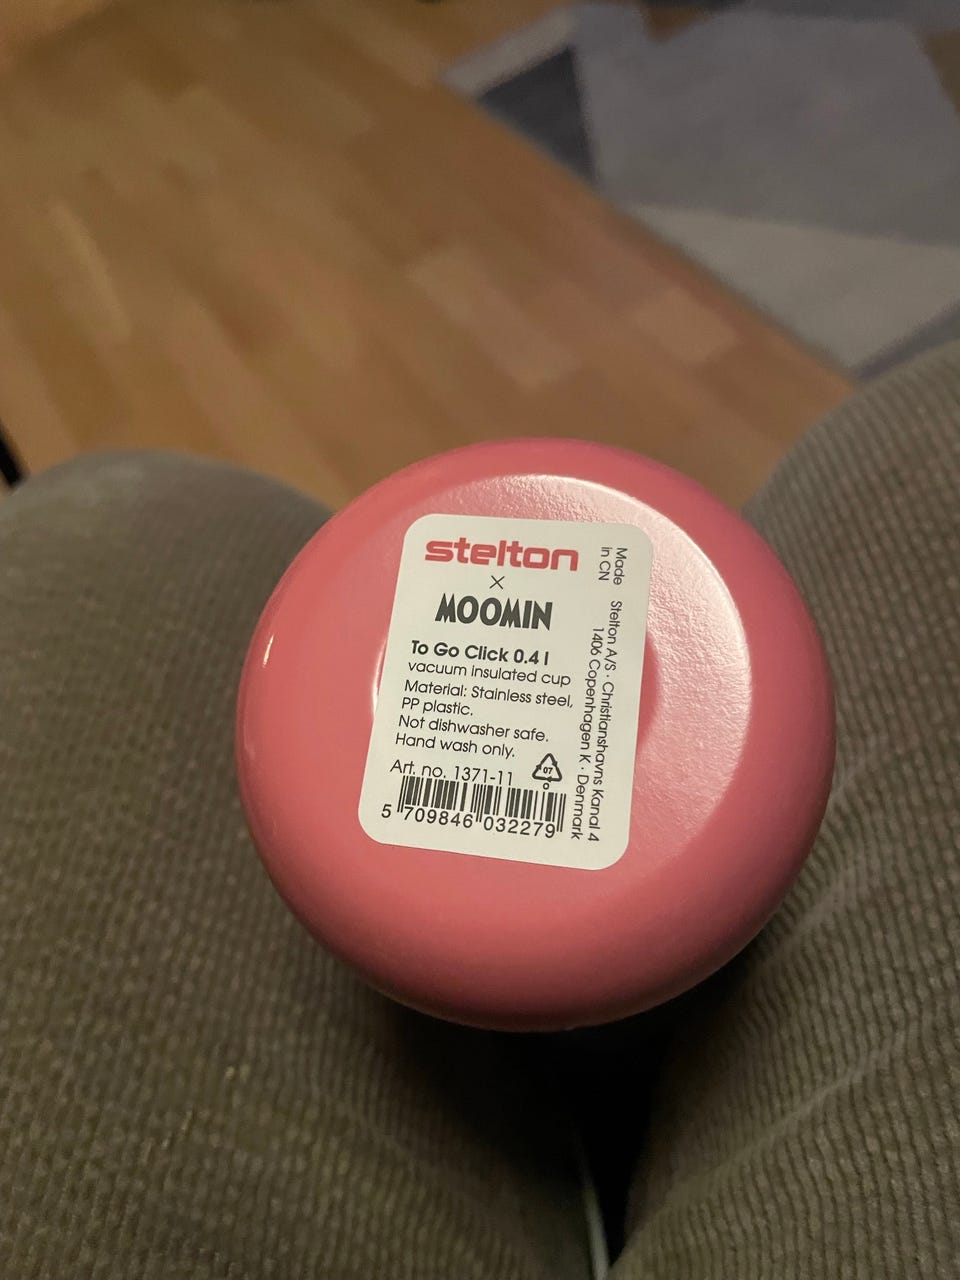 stelton
×
MOOMIN
To Go Click 0.4 l
vacuum insulated cup
Material: Stainless steel,
PP plastic.
Not dishwasher safe.
Hand wash only.
Art. no. 1371-11
07
5 709846 032279
Made
in CN
Stelton A/S · Christianshavns Kanal 4
1406 Copenhagen K · Denmark